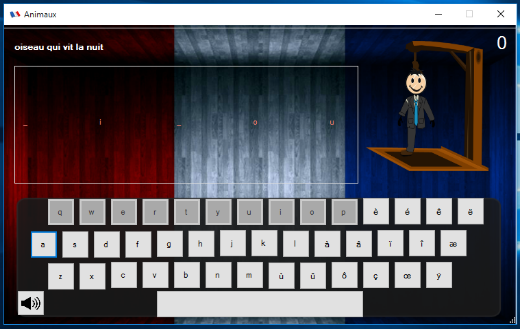 Animaux
oiseau qui vit la nuit
0
_ i _ o u
q w e r t y u i o p è é ê ë
a s d f g h j k l à â ï î æ
z x c v b n m ù û ô ç œ ÿ